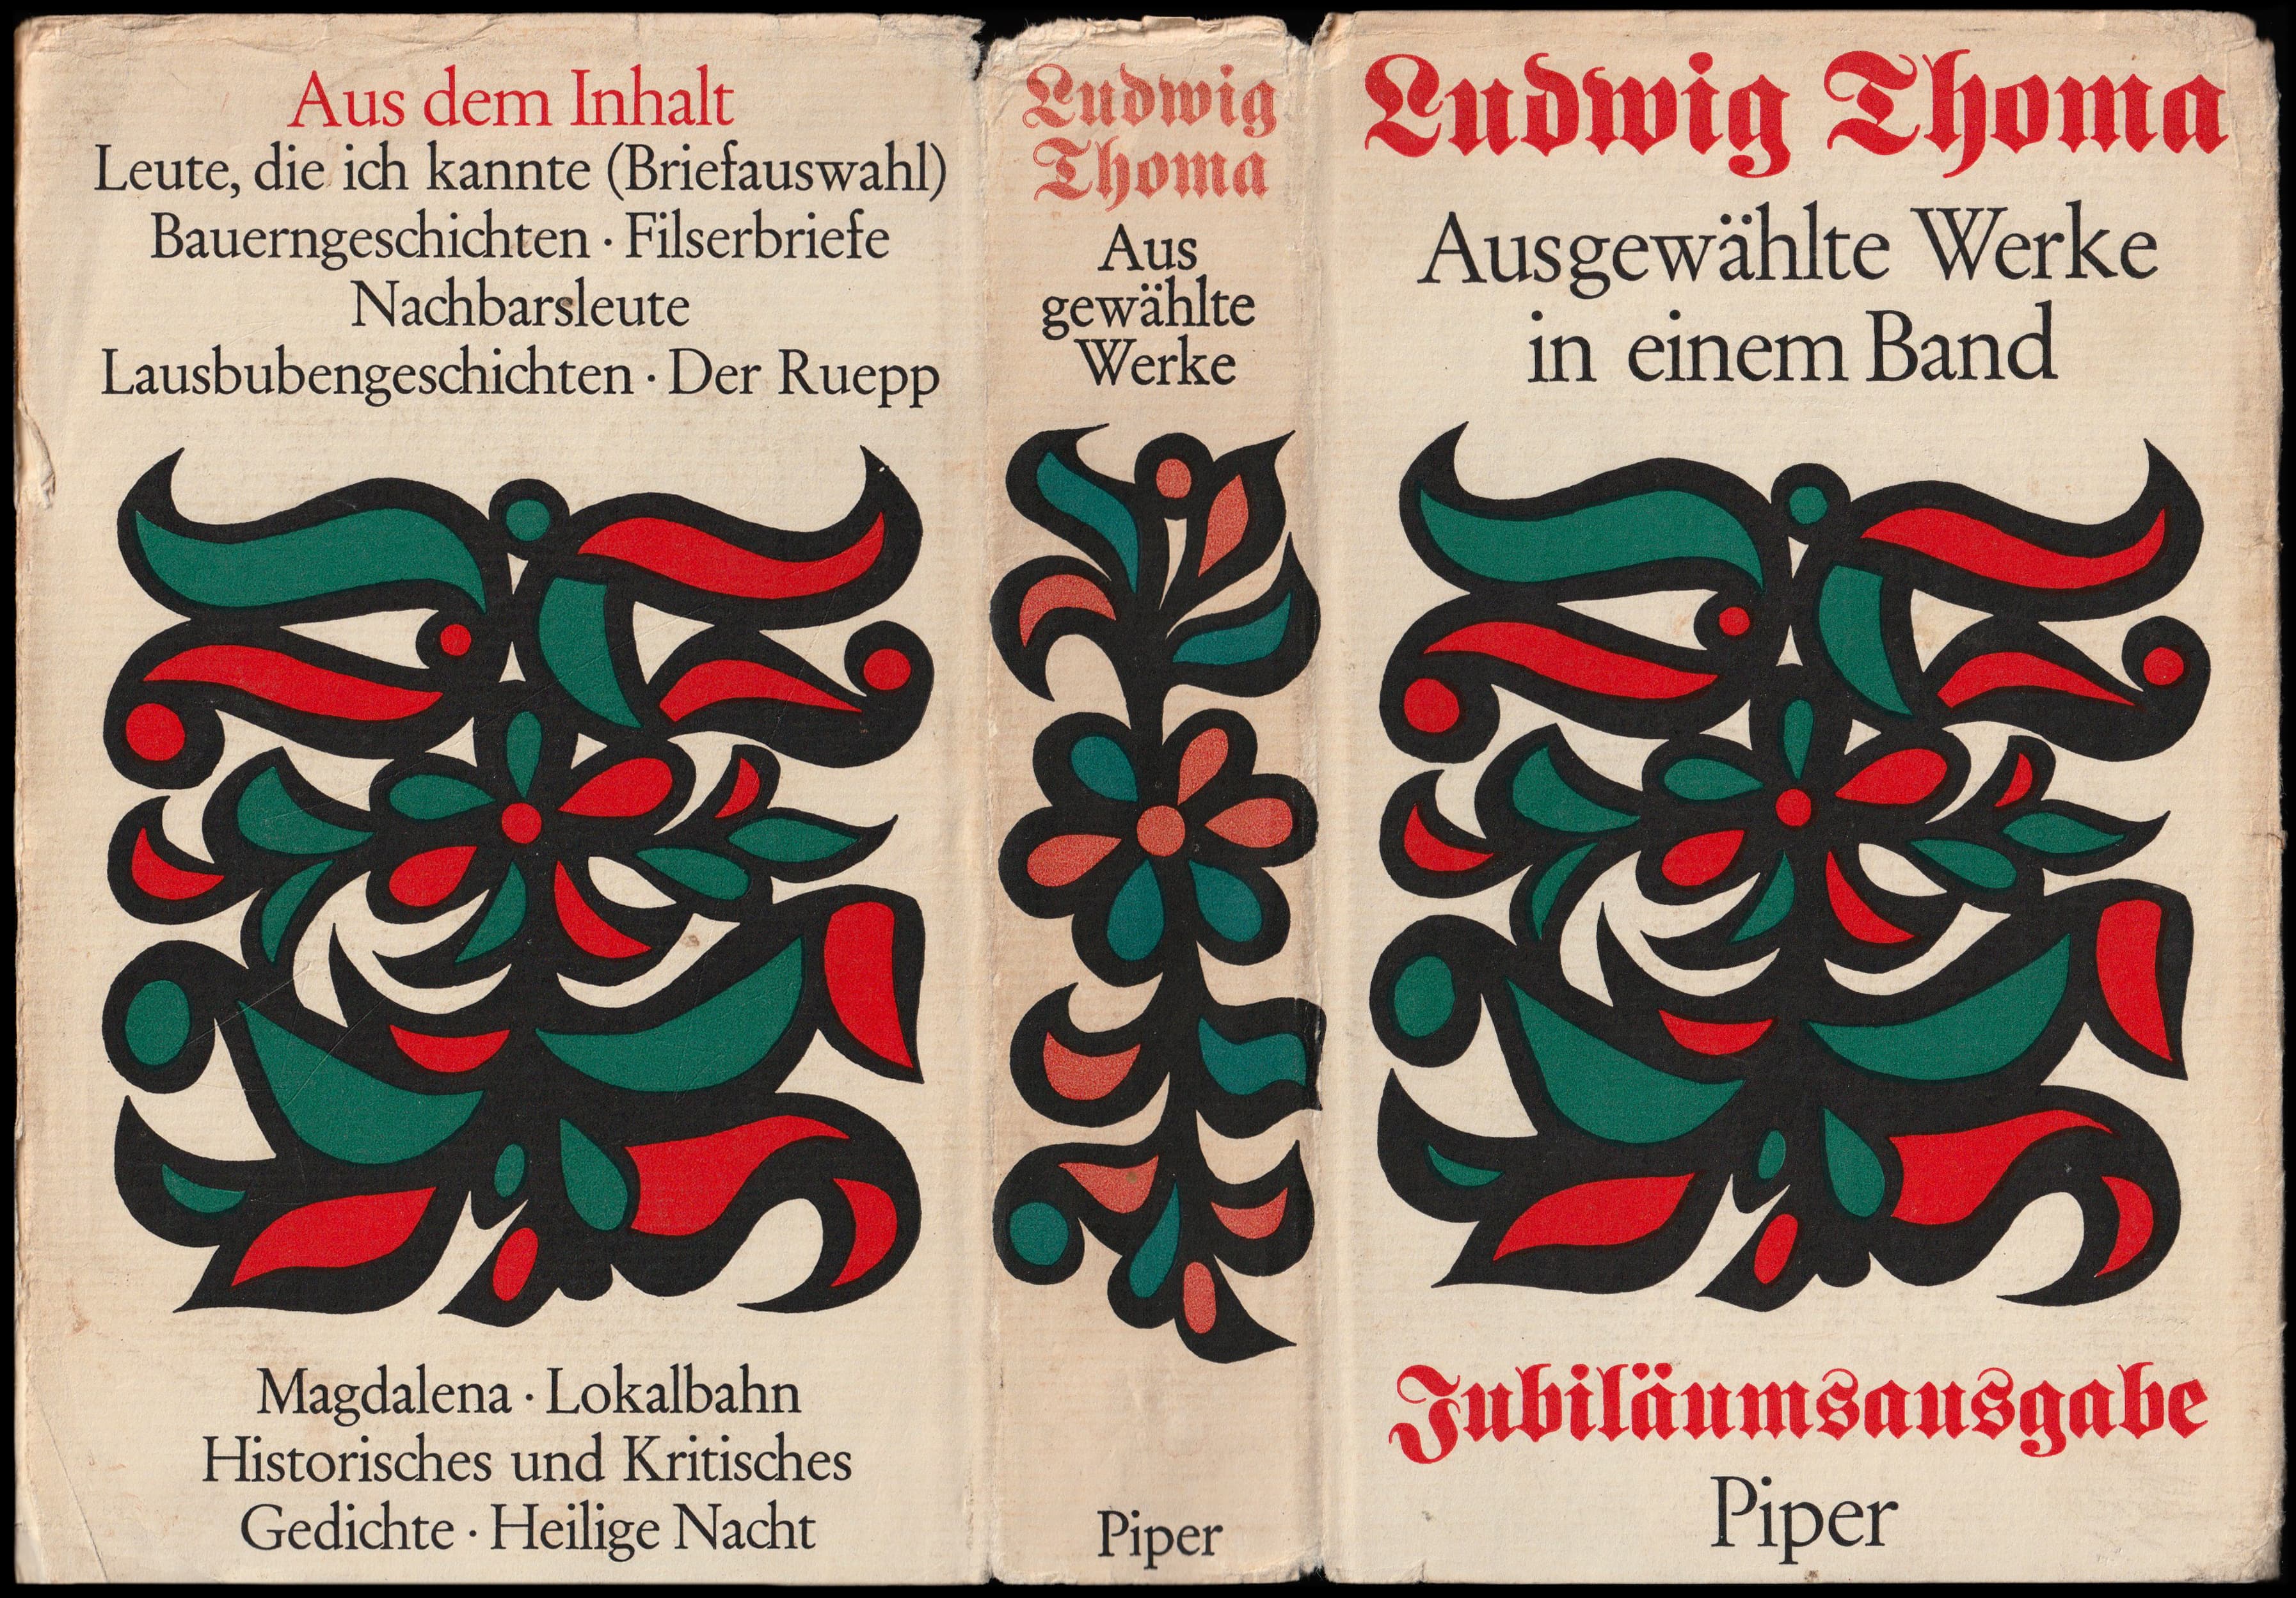 Aus dem Inhalt
Leute, die ich kannte (Briefauswahl)
Bauerngeschichten · Filserbriefe
Nachbarsleute
Lausbubengeschichten · Der Ruepp
Magdalena · Lokalbahn
Historisches und Kritisches
Gedichte · Heilige Nacht
Ludwig
Thoma
Aus
gewählte
Werke
Piper
Ludwig Thoma
Ausgewählte Werke
in einem Band
Jubiläumsausgabe
Piper